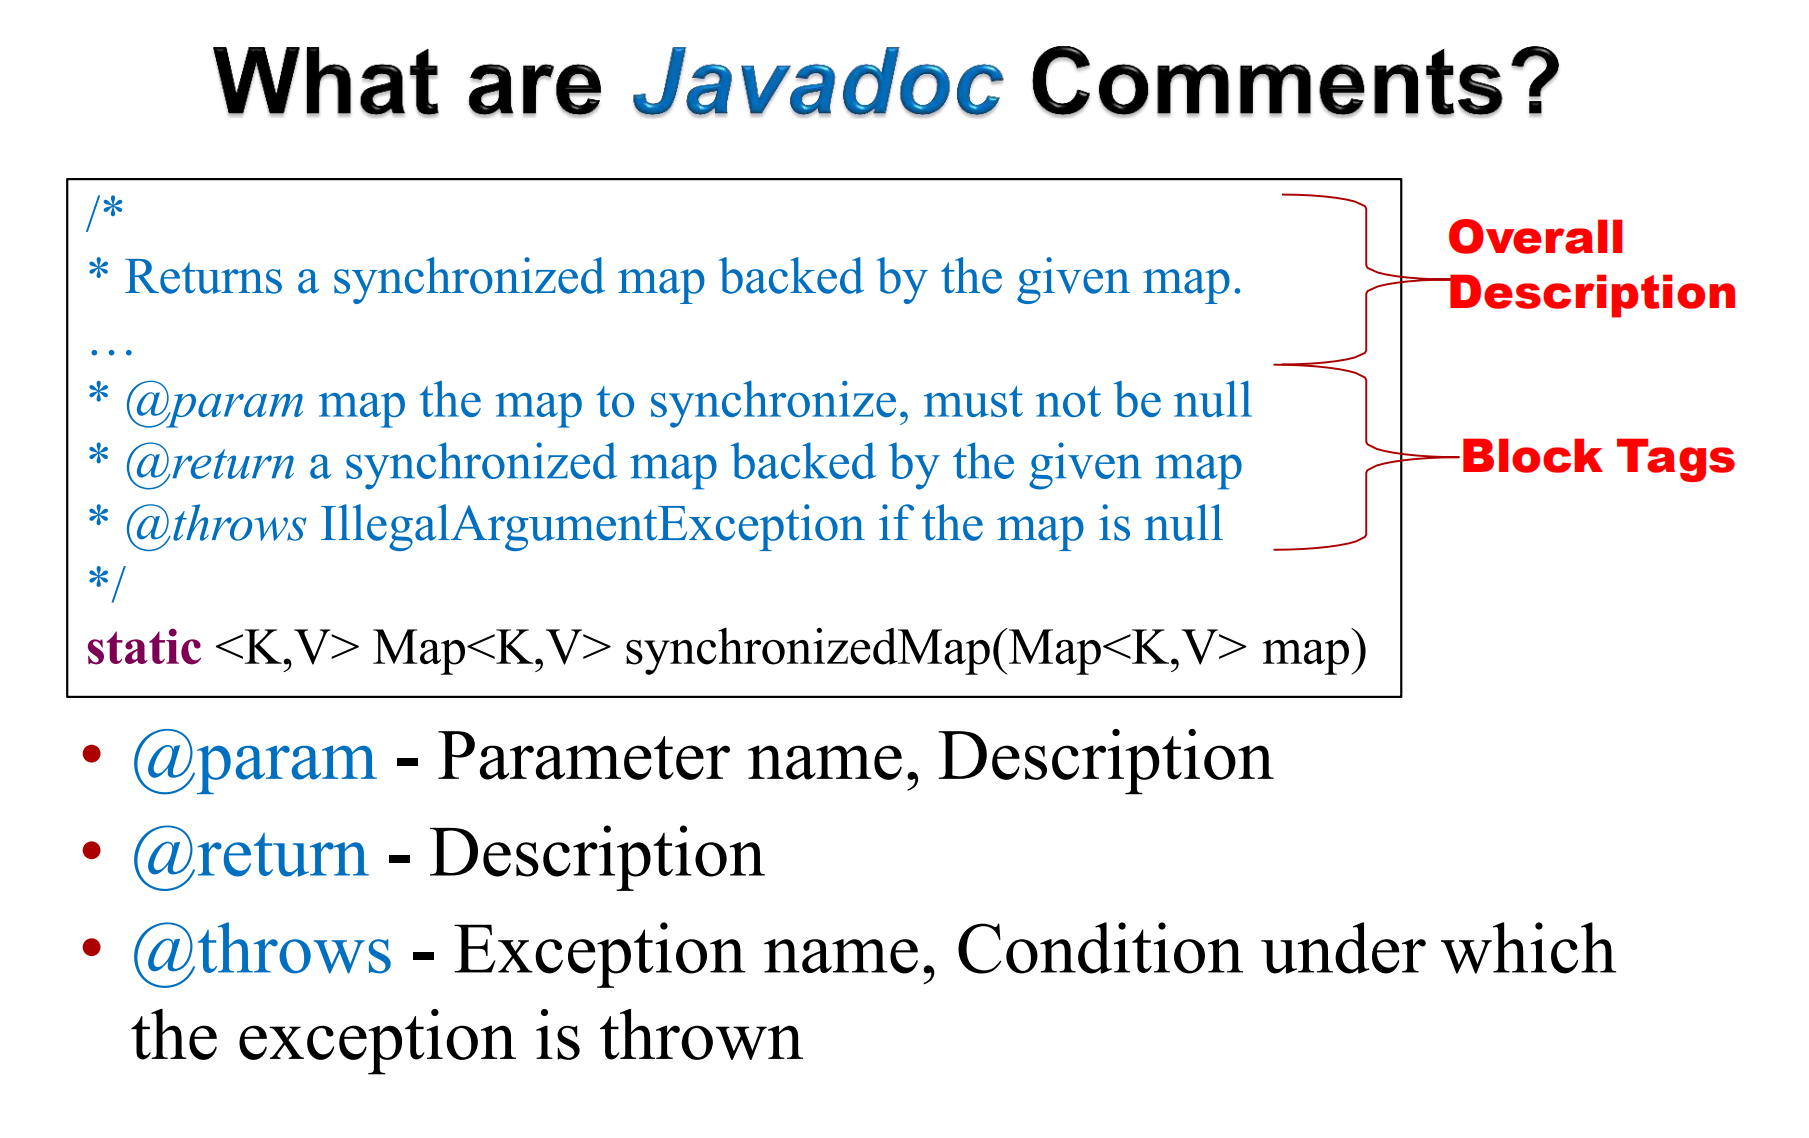 What are Javadoc Comments?
/*
* Returns a synchronized map backed by the given map.
…
* @param map the map to synchronize, must not be null
* @return a synchronized map backed by the given map
* @throws IllegalArgumentException if the map is null
*/
static <K,V> Map<K,V> synchronizedMap(Map<K,V> map)
Overall
Description
Block Tags
• @param - Parameter name, Description
• @return - Description
• @throws - Exception name, Condition under which
the exception is thrown